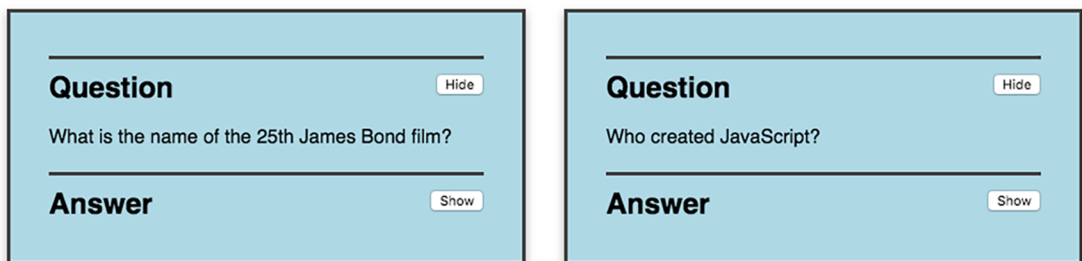 Question
Hide
What is the name of the 25th James Bond film?
Answer
Show
Question
Hide
Who created JavaScript?
Answer
Show